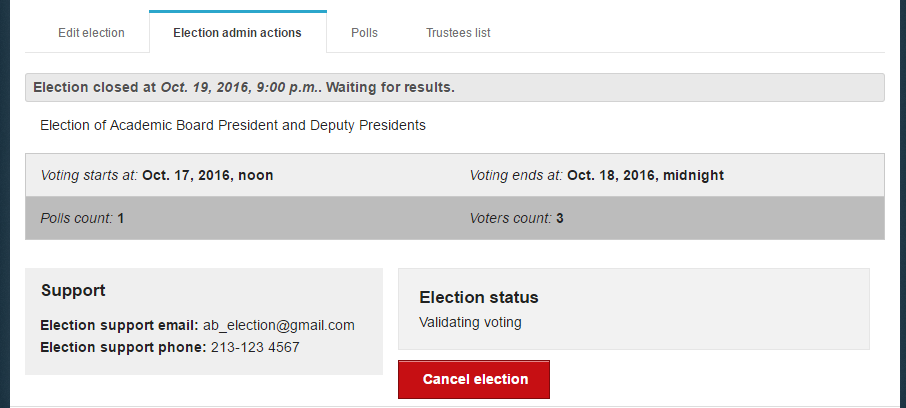 Edit election Election admin actions Polls Trustees list
Election closed at Oct. 19, 2016, 9:00 p.m.. Waiting for results.
Election of Academic Board President and Deputy Presidents
Voting starts at: Oct. 17, 2016, noon Voting ends at: Oct. 18, 2016, midnight
Polls count: 1 Voters count: 3
Support
Election support email: ab_election@gmail.com
Election support phone: 213-123 4567
Election status
Validating voting
Cancel election